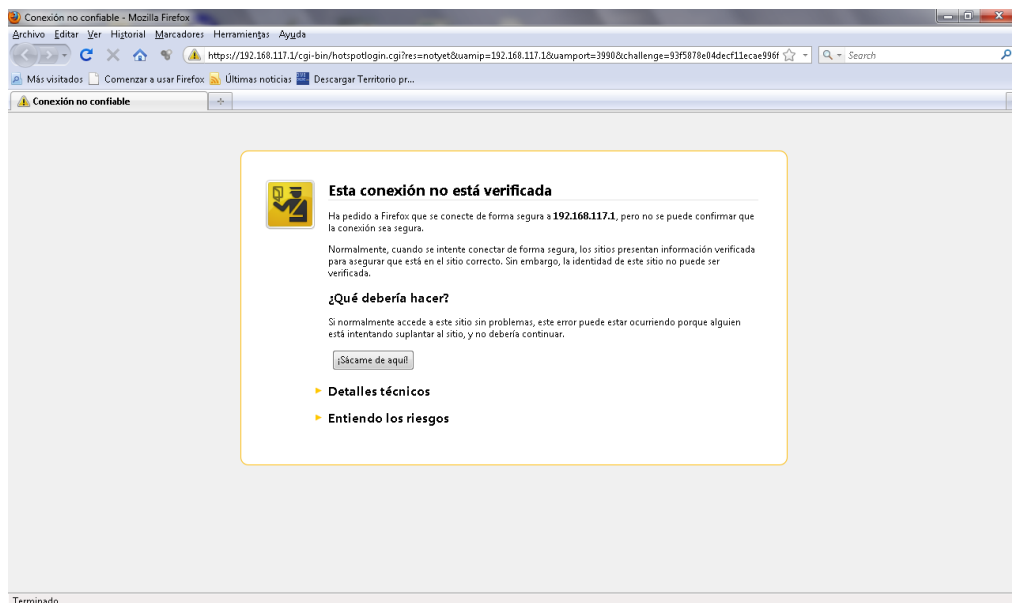 Conexión no confiable - Mozilla Firefox
Archivo Editar Ver Historial Marcadores Herramientas Ayuda
https://192.168.117.1/cgi-bin/hotspotlogin.cgi?res=notyet&uamip=192.168.117.1&uamport=3990&challenge=93f5878e04decf11ecae996f Search
Más visitados Comenzar a usar Firefox Últimas noticias Descargar Territorio pr...
Conexión no confiable
Esta conexión no está verificada
Ha pedido a Firefox que se conecte de forma segura a 192.168.117.1, pero no se puede confirmar que
la conexión sea segura.
Normalmente, cuando se intente conectar de forma segura, los sitios presentan información verificada
para asegurar que está en el sitio correcto. Sin embargo, la identidad de este sitio no puede ser
verificada.
¿Qué debería hacer?
Si normalmente accede a este sitio sin problemas, este error puede estar ocurriendo porque alguien
está intentando suplantar al sitio, y no debería continuar.
¡Sácame de aquí!
Detalles técnicos
Entiendo los riesgos
Terminado